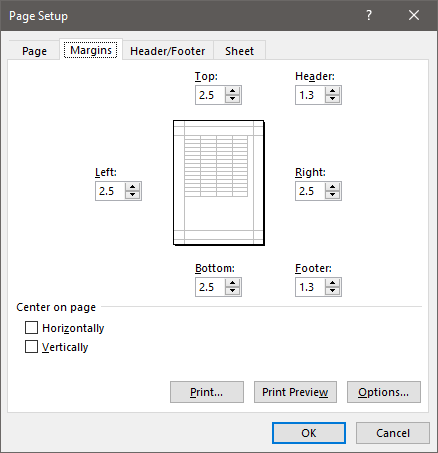 Page Setup ? ×
Page Margins Header/Footer Sheet
Top: Header:
2.5 1.3
Left: Right:
2.5 2.5
Bottom: Footer:
2.5 1.3
Center on page
Horizontally
Vertically
Print... Print Preview Options...
OK Cancel